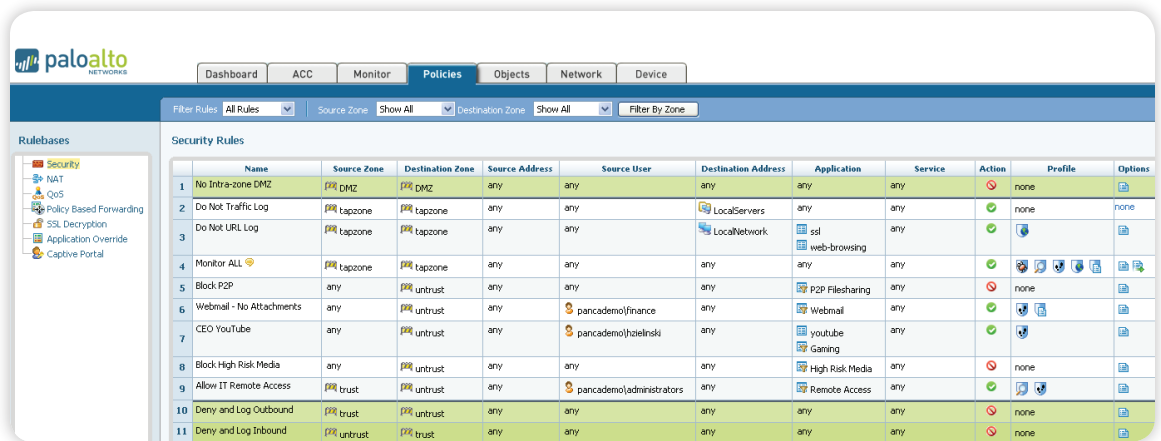 paloalto
NETWORKS
Dashboard ACC Monitor Policies Objects Network Device
Filter Rules All Rules Source Zone Show All Destination Zone Show All Filter By Zone
Rulebases
Security
NAT
QoS
Policy Based Forwarding
SSL Decryption
Application Override
Captive Portal
Security Rules
Name Source Zone Destination Zone Source Address Source User Destination Address Application Service Action Profile Options
1 No Intra-zone DMZ DMZ DMZ any any any any any none
2 Do Not Traffic Log tapzone tapzone any any LocalServers any any none none
3 Do Not URL Log tapzone tapzone any any LocalNetwork ssl any
web-browsing
4 Monitor ALL tapzone tapzone any any any any any
5 Block P2P any untrust any any any P2P Filesharing any none
6 Webmail - No Attachments any untrust any pancademo\finance any Webmail any
7 CEO YouTube any untrust any pancademo\hzielinski any youtube any
Gaming
8 Block High Risk Media any untrust any any any High Risk Media any none
9 Allow IT Remote Access trust untrust any pancademo\administrators any Remote Access any
10 Deny and Log Outbound trust untrust any any any any any none
11 Deny and Log Inbound untrust trust any any any any any none